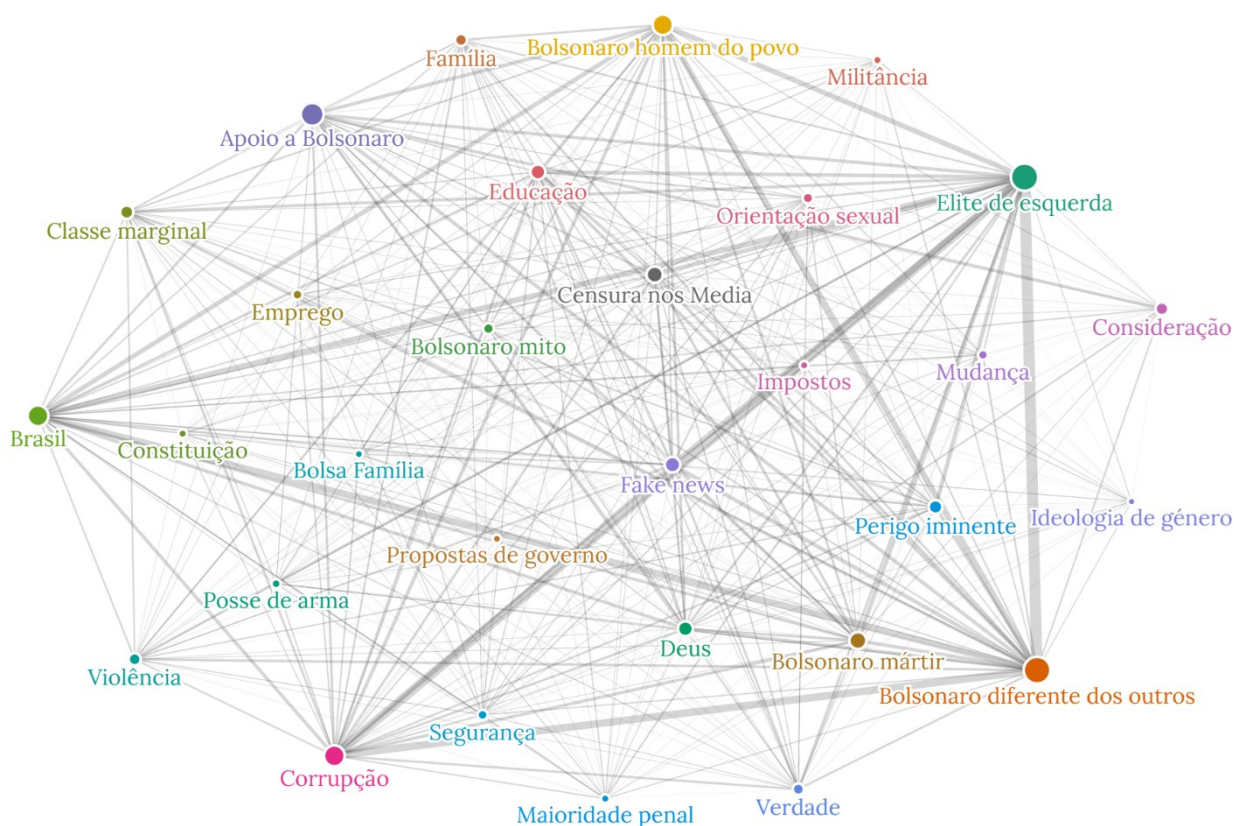 Bolsonaro homem do povo
Família
Militância
Apoio a Bolsonaro
Educação
Orientação sexual
Elite de esquerda
Classe marginal
Censura nos Media
Emprego
Consideração
Bolsonaro mito
Impostos
Mudança
Brasil
Constituição
Bolsa Família
Fake news
Perigo iminente
Ideologia de género
Propostas de governo
Posse de arma
Deus
Bolsonaro mártir
Violência
Bolsonaro diferente dos outros
Segurança
Corrupção
Verdade
Maioridade penal